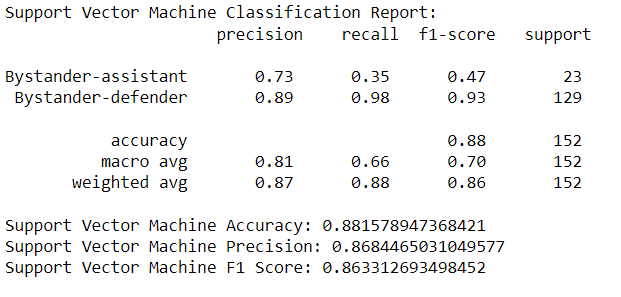 Support Vector Machine Classification Report:
precision recall f1-score support
Bystander-assistant 0.73 0.35 0.47 23
Bystander-defender 0.89 0.98 0.93 129
accuracy 0.88 152
macro avg 0.81 0.66 0.70 152
weighted avg 0.87 0.88 0.86 152
Support Vector Machine Accuracy: 0.881578947368421
Support Vector Machine Precision: 0.8684465031049577
Support Vector Machine F1 Score: 0.863312693498452